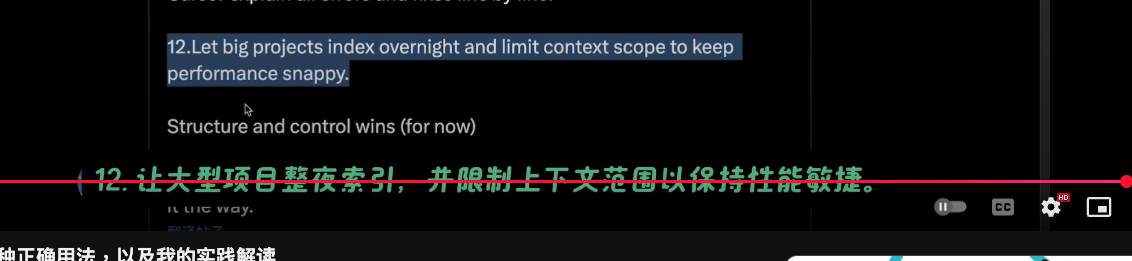 12.Let big projects index overnight and limit context scope to keep
performance snappy.
Structure and control wins (for now)
12. 让大型项目整夜索引，并限制上下文范围以保持性能敏捷。
it the way.
HD
CC
种正确用法，以及我的实践解读